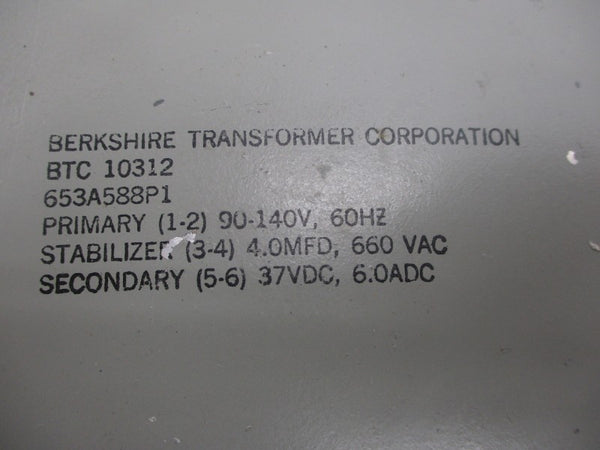 BERKSHIRE TRANSFORMER CORPORATION
BTC 10312
653A588P1
PRIMARY (1-2) 90-140V, 60HZ
STABILIZER (3-4) 4.0MFD, 660 VAC
SECONDARY (5-6) 37VDC, 6.0ADC